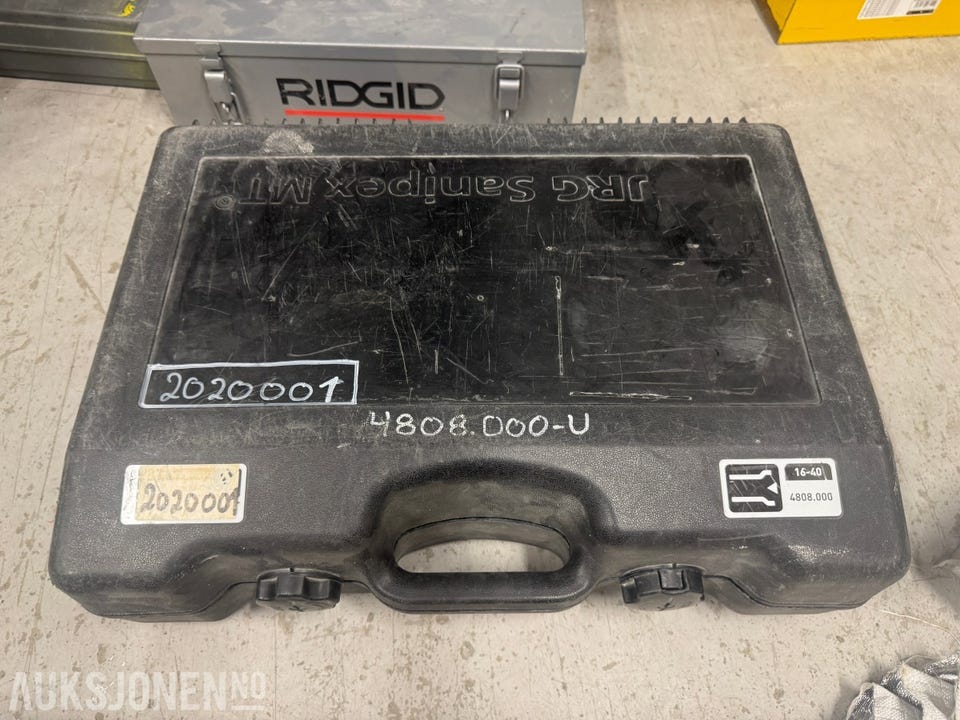 RIDGID
JRG Sanipex MT®
2020001
4808.000-U
2020001
16-40
4808.000
AUKSJONEN.NO